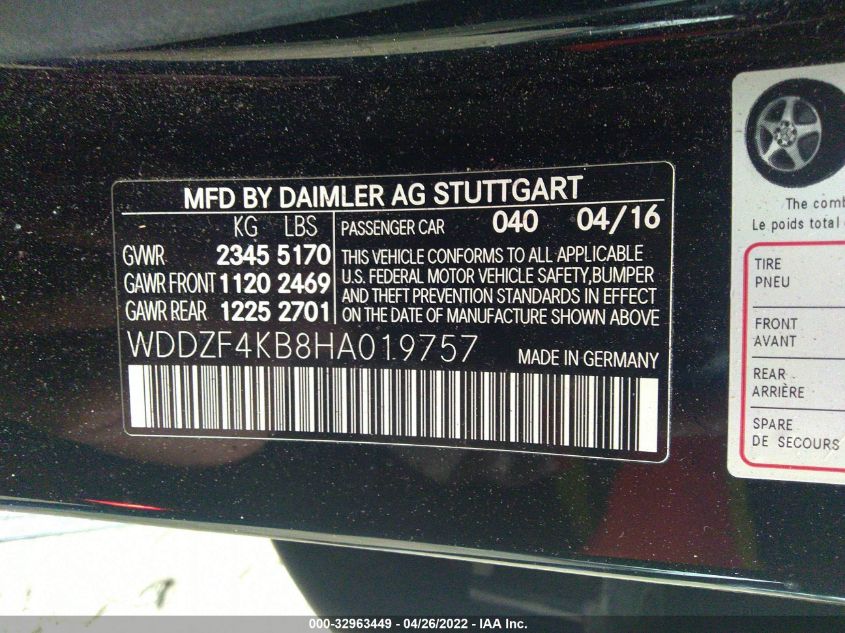 MFD BY DAIMLER AG STUTTGART
KG LBS
GVWR 2345 5170
GAWR FRONT 1120 2469
GAWR REAR 1225 2701
PASSENGER CAR 040 04/16
THIS VEHICLE CONFORMS TO ALL APPLICABLE
U.S. FEDERAL MOTOR VEHICLE SAFETY,BUMPER
AND THEFT PREVENTION STANDARDS IN EFFECT
ON THE DATE OF MANUFACTURE SHOWN ABOVE
WDDZF4KB8HA019757
MADE IN GERMANY
The comb
Le poids total
TIRE
PNEU
FRONT
AVANT
REAR
ARRIÈRE
SPARE
DE SECOURS
000-32963449 - 04/26/2022 - IAA Inc.